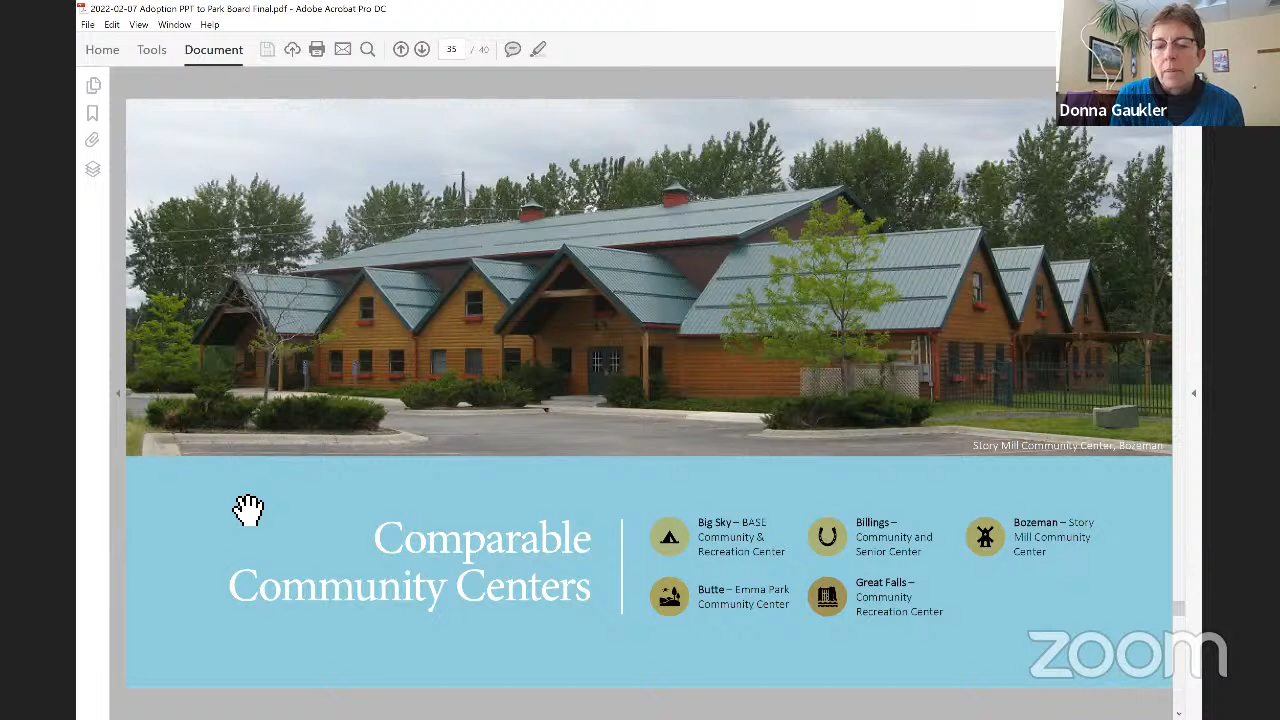 2022-02-07 Adoption PPT to Park Board Final.pdf - Adobe Acrobat Pro DC
File Edit View Window Help
Home Tools Document 35 / 40
Donna Gaukler
Story Mill Community Center, Bozeman
Comparable
Community Centers
Big Sky – BASE
Community &
Recreation Center
Billings –
Community and
Senior Center
Bozeman – Story
Mill Community
Center
Butte – Emma Park
Community Center
Great Falls –
Community
Recreation Center
zoom